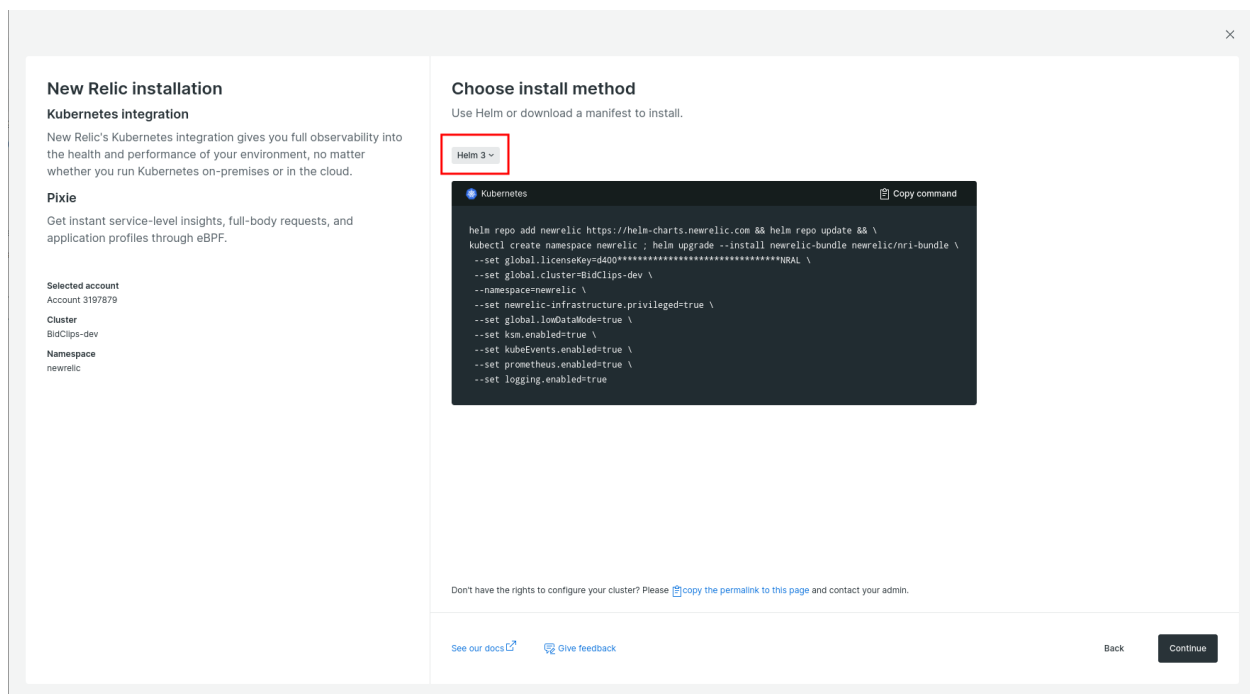 New Relic installation
Kubernetes integration
New Relic's Kubernetes integration gives you full observability into
the health and performance of your environment, no matter
whether you run Kubernetes on-premises or in the cloud.
Pixie
Get instant service-level insights, full-body requests, and
application profiles through eBPF.
Selected account
Account 3197879
Cluster
BidClips-dev
Namespace
newrelic
Choose install method
Use Helm or download a manifest to install.
Helm 3
Kubernetes
Copy command
helm repo add newrelic https://helm-charts.newrelic.com && helm repo update && \
kubectl create namespace newrelic ; helm upgrade --install newrelic-bundle newrelic/nri-bundle \
--set global.licenseKey=d400********************************NRAL \
--set global.cluster=BidClips-dev \
--namespace=newrelic \
--set newrelic-infrastructure.privileged=true \
--set global.lowDataMode=true \
--set ksm.enabled=true \
--set kubeEvents.enabled=true \
--set prometheus.enabled=true \
--set logging.enabled=true
Don't have the rights to configure your cluster? Please copy the permalink to this page and contact your admin.
See our docs
Give feedback
Back
Continue